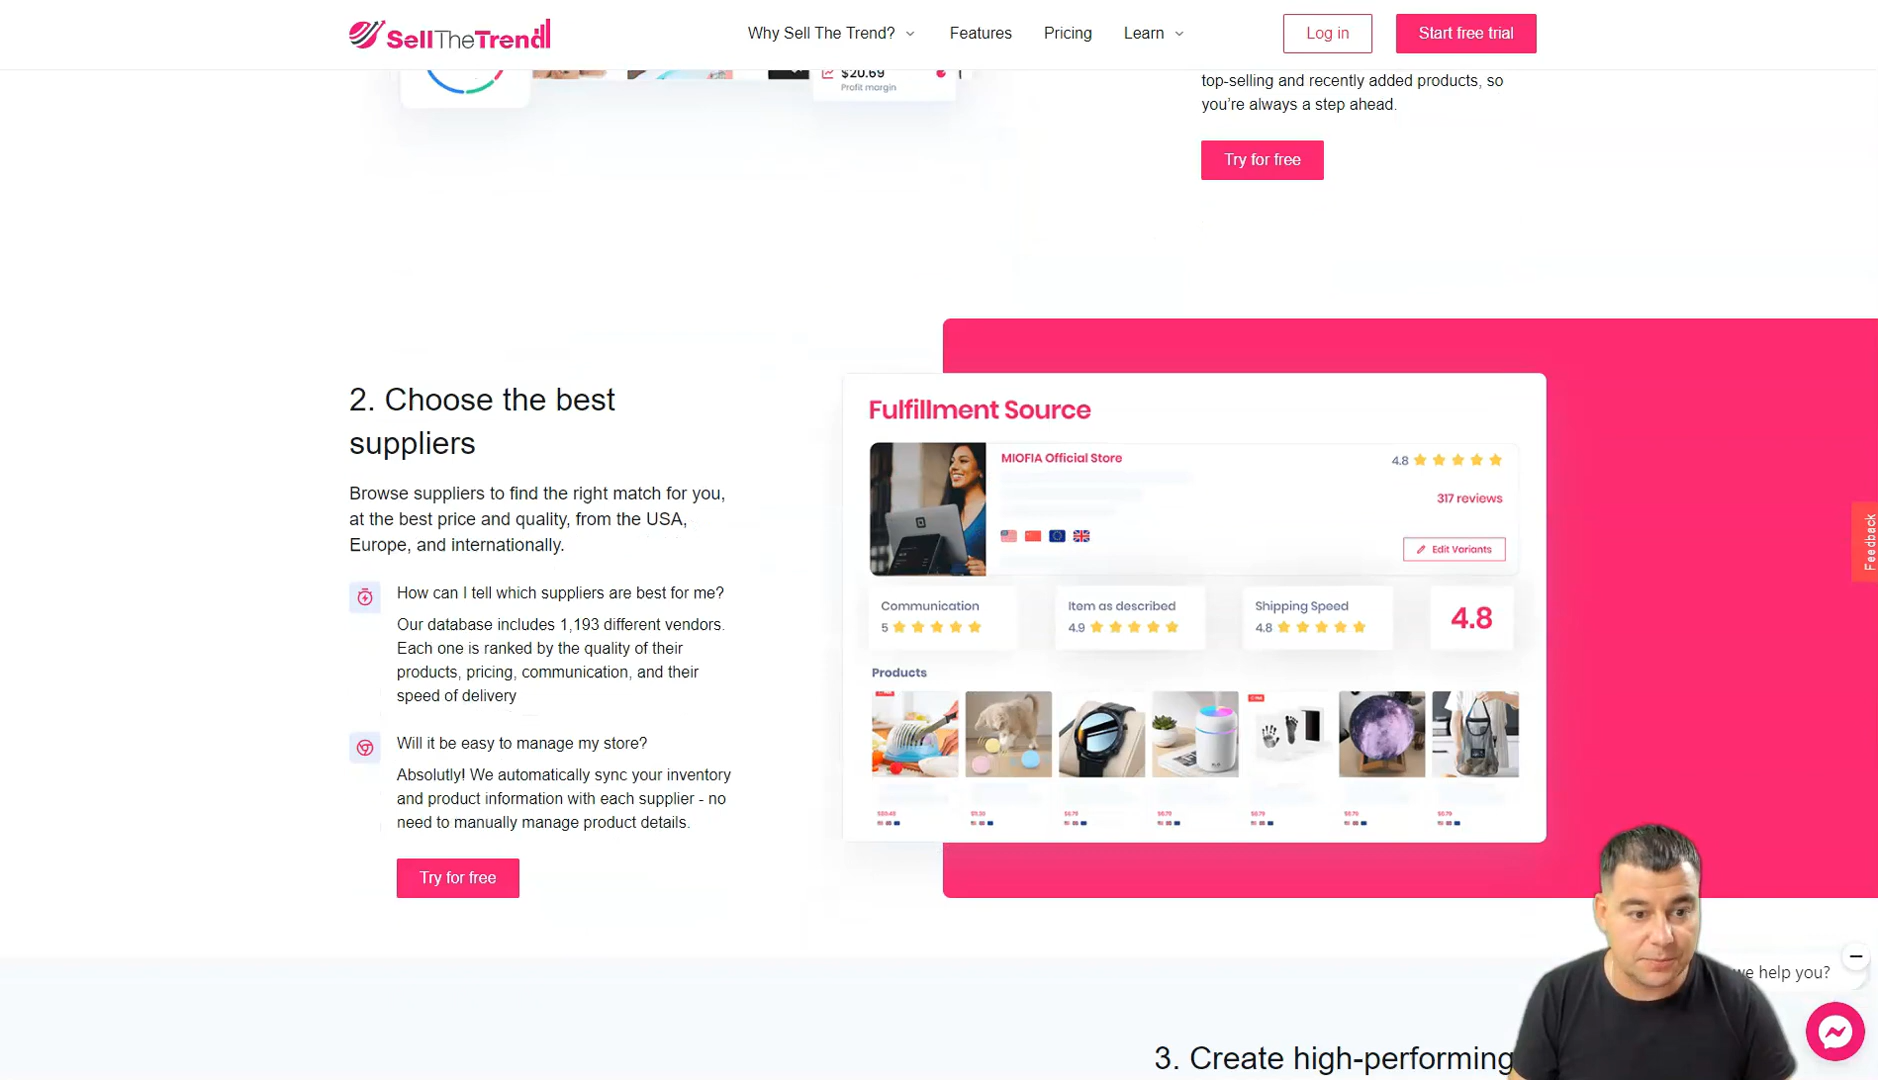 SellTheTrend
Why Sell The Trend?
Features
Pricing
Learn
Log in
Start free trial
$20.69
Profit margin
top-selling and recently added products, so
you’re always a step ahead.
Try for free
2. Choose the best
suppliers
Browse suppliers to find the right match for you,
at the best price and quality, from the USA,
Europe, and internationally.
How can I tell which suppliers are best for me?
Our database includes 1,193 different vendors.
Each one is ranked by the quality of their
products, pricing, communication, and their
speed of delivery
Will it be easy to manage my store?
Absolutly! We automatically sync your inventory
and product information with each supplier - no
need to manually manage product details.
Try for free
Fulfillment Source
MIOFIA Official Store
4.8
317 reviews
Edit Variants
Communication
5
Item as described
4.9
Shipping Speed
4.8
4.8
Products
Feedback
we help you?
3. Create high-performing